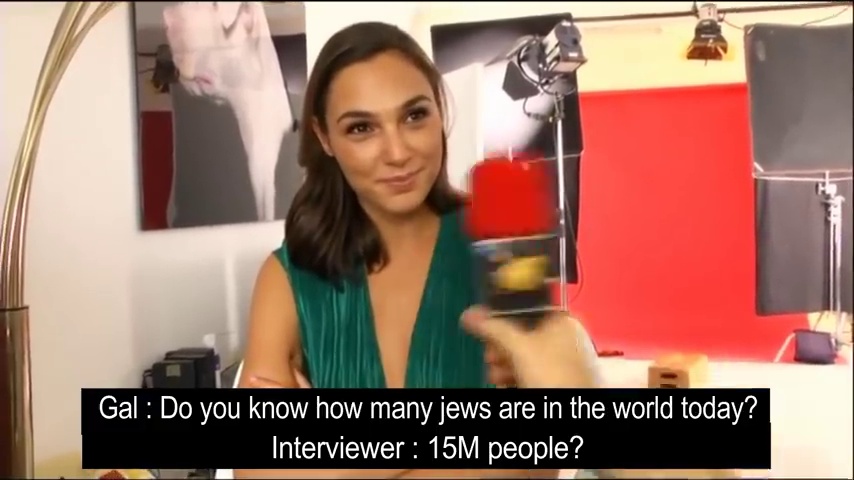 Gal : Do you know how many jews are in the world today?
Interviewer : 15M people?